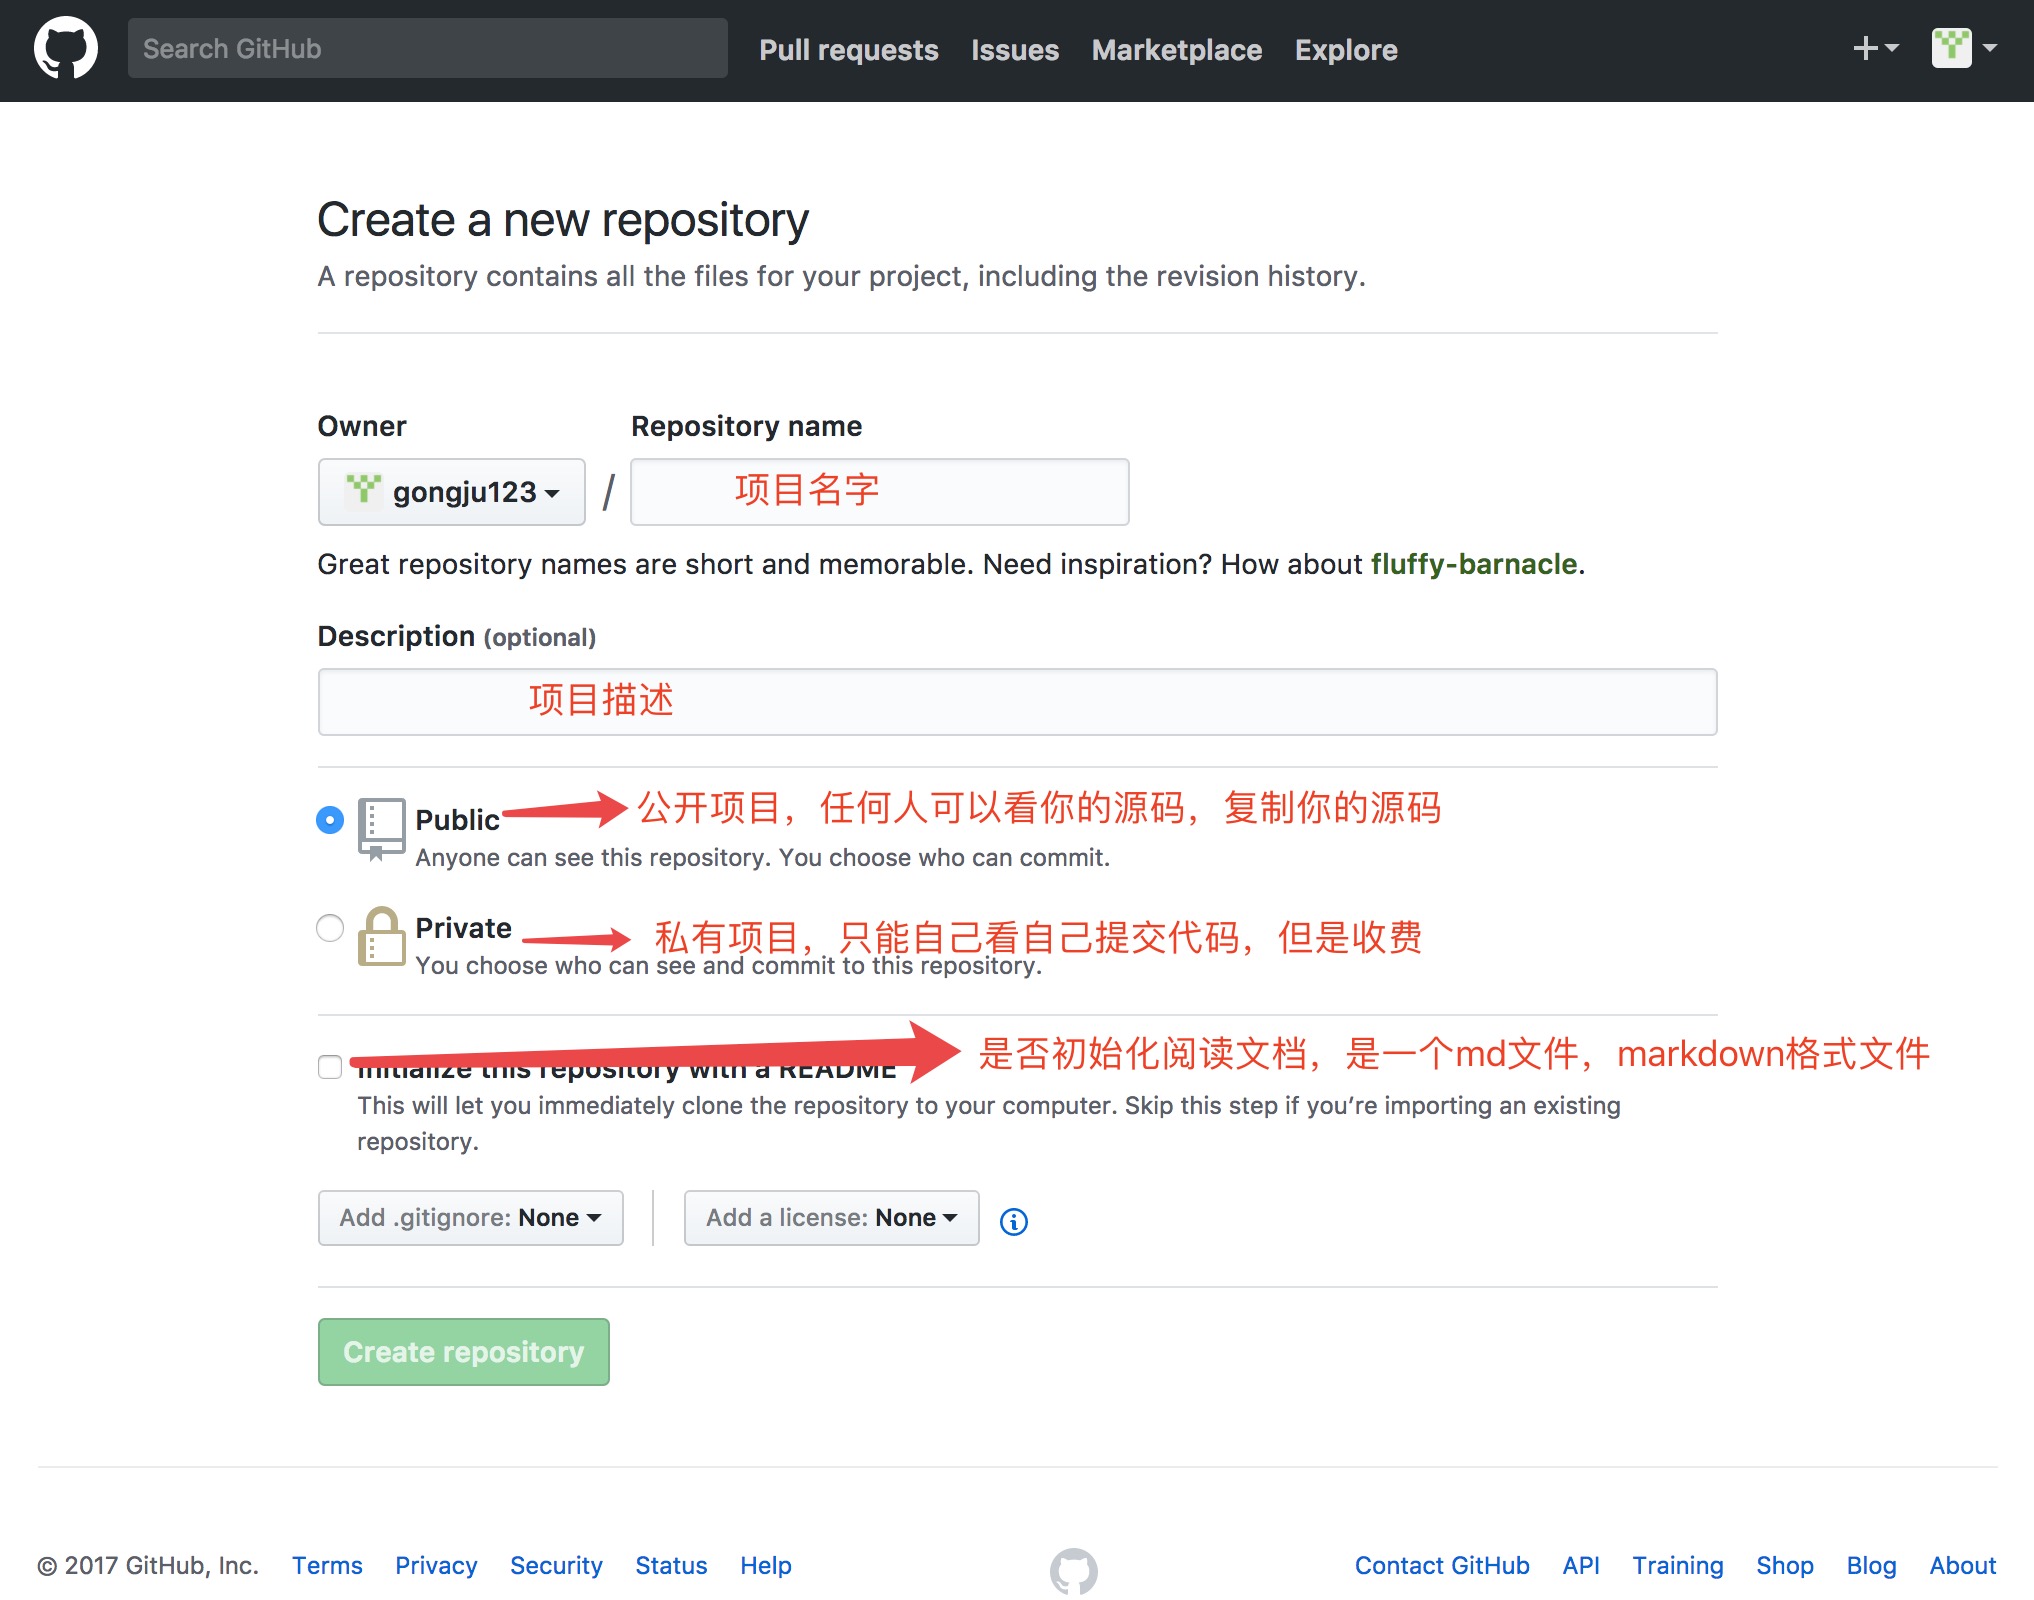 Search GitHub
Pull requests Issues Marketplace Explore
Create a new repository
A repository contains all the files for your project, including the revision history.
Owner
Repository name
gongju123 / 项目名字
Great repository names are short and memorable. Need inspiration? How about fluffy-barnacle.
Description (optional)
项目描述
Public 公开项目，任何人可以看你的源码，复制你的源码
Anyone can see this repository. You choose who can commit.
Private 私有项目，只能自己看自己提交代码，但是收费
You choose who can see and commit to this repository.
Initialize this repository with a README 是否初始化阅读文档，是一个md文件，markdown格式文件
This will let you immediately clone the repository to your computer. Skip this step if you’re importing an existing
repository.
Add .gitignore: None Add a license: None
Create repository
© 2017 GitHub, Inc. Terms Privacy Security Status Help Contact GitHub API Training Shop Blog About